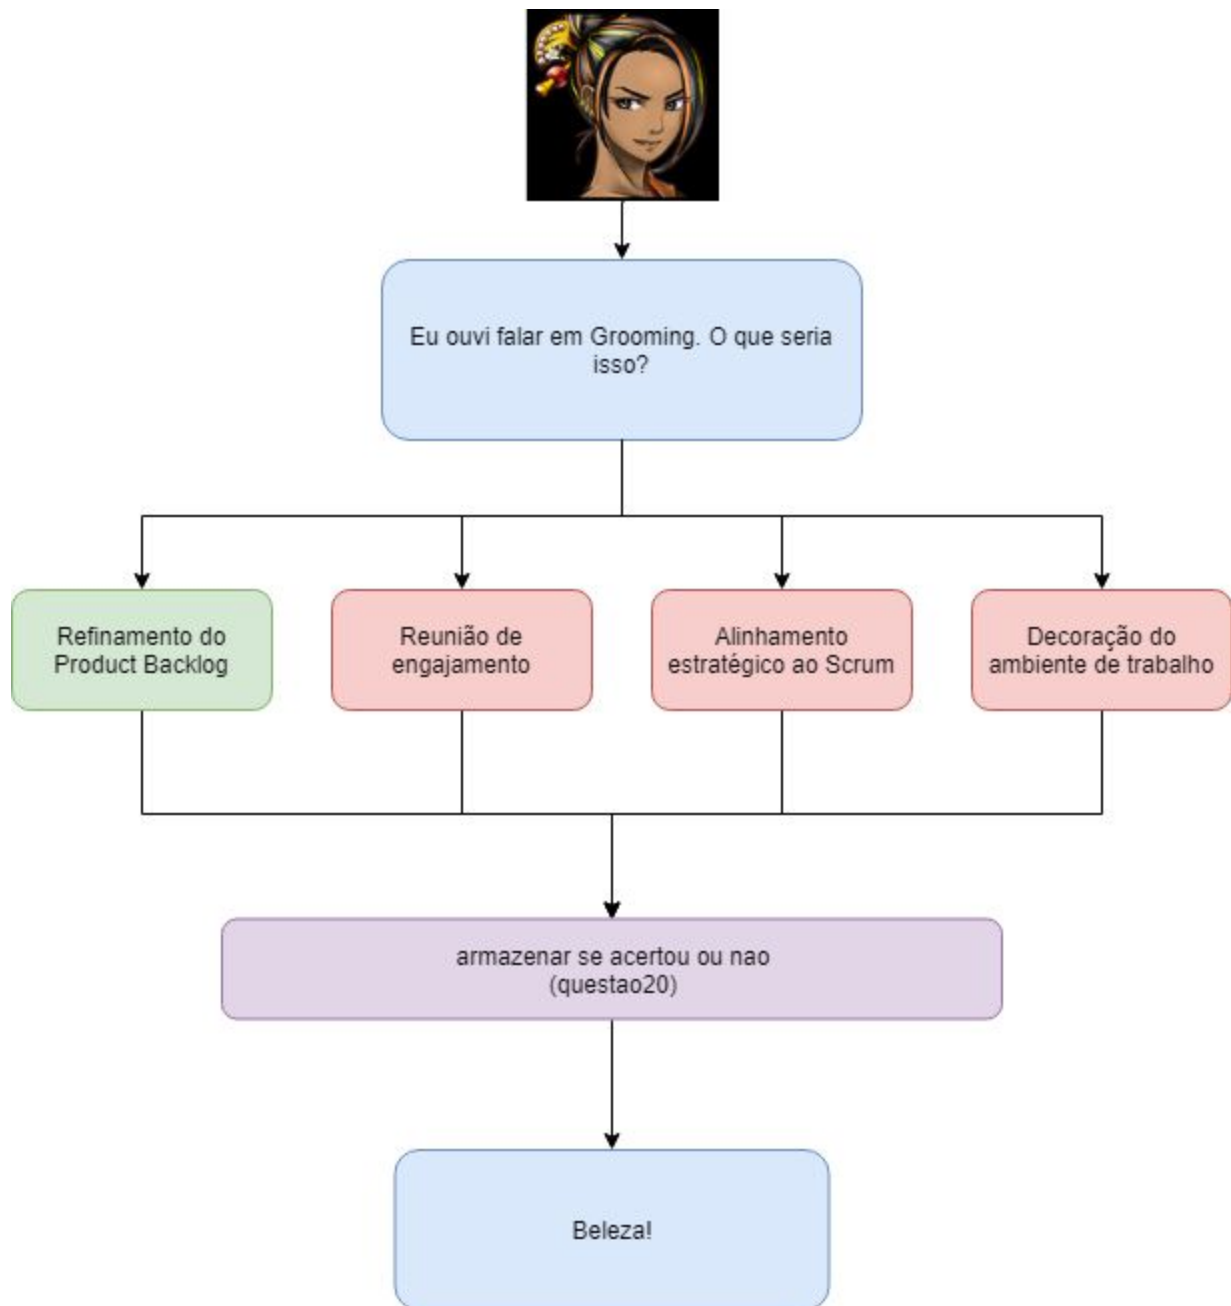 Eu ouvi falar em Grooming. O que seria
isso?
Refinamento do
Product Backlog
Reunião de
engajamento
Alinhamento
estratégico ao Scrum
Decoração do
ambiente de trabalho
armazenar se acertou ou nao
(questao20)
Beleza!